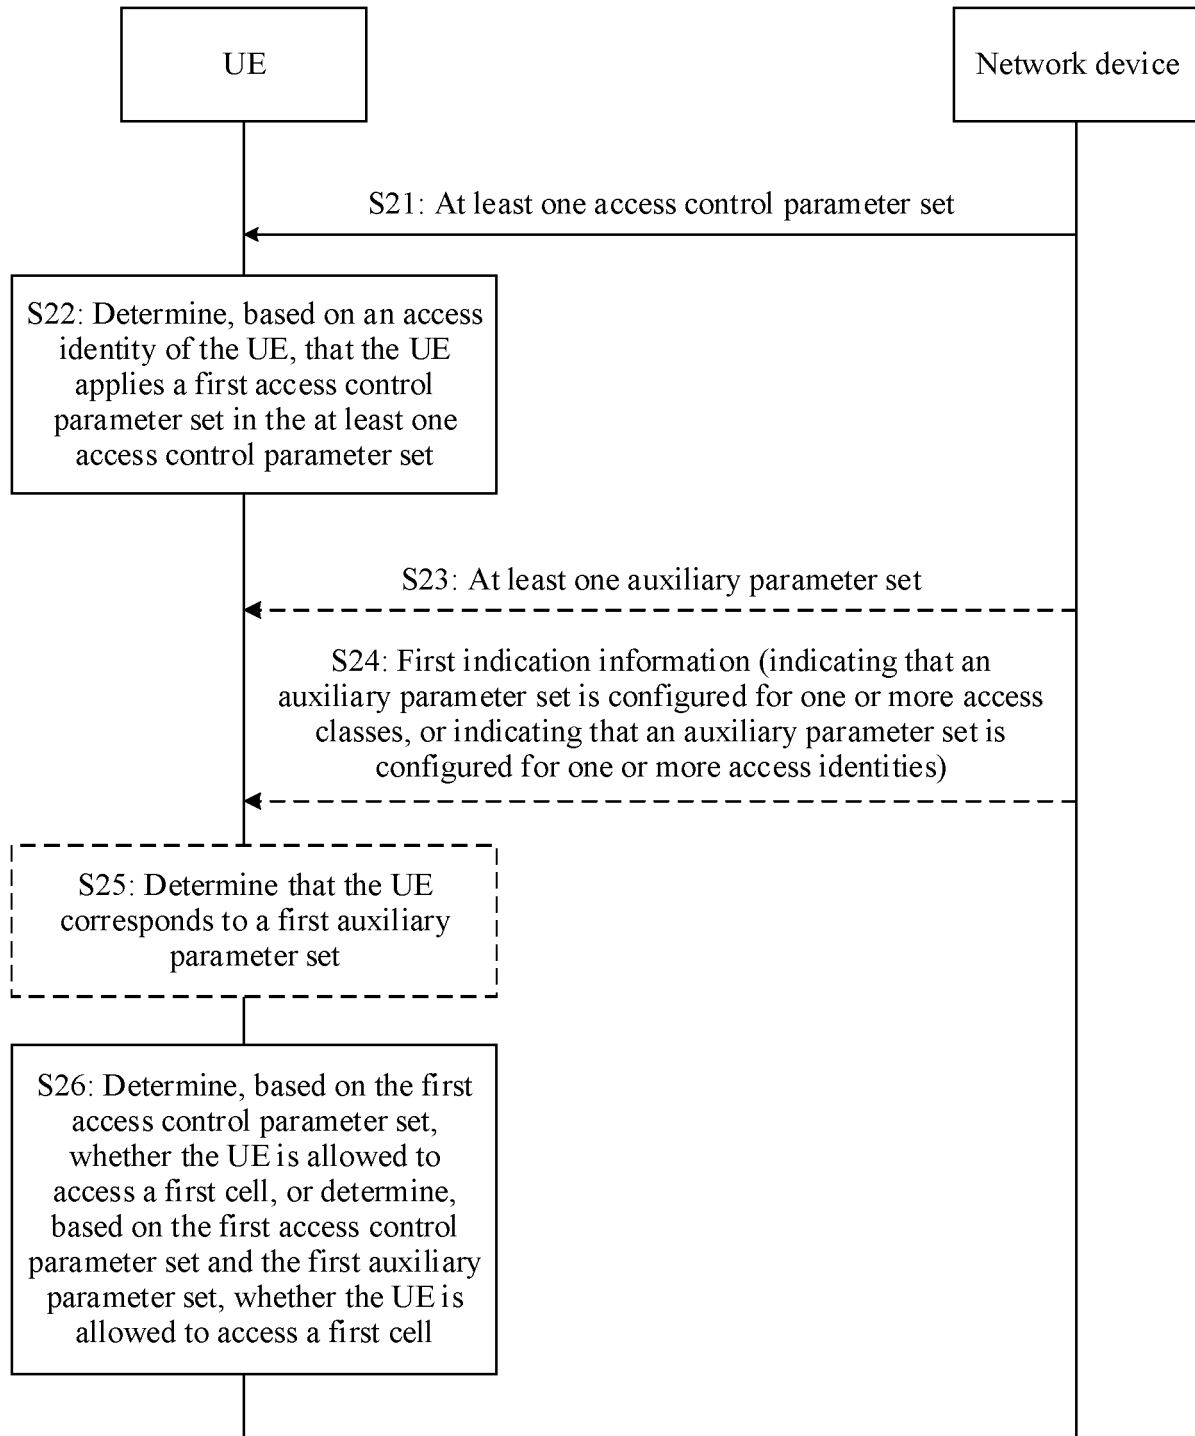 UE
Network device
S21: At least one access control parameter set
S22: Determine, based on an access
identity of the UE, that the UE
applies a first access control
parameter set in the at least one
access control parameter set
S23: At least one auxiliary parameter set
S24: First indication information (indicating that an
auxiliary parameter set is configured for one or more access
classes, or indicating that an auxiliary parameter set is
configured for one or more access identities)
S25: Determine that the UE
corresponds to a first auxiliary
parameter set
S26: Determine, based on the first
access control parameter set,
whether the UE is allowed to
access a first cell, or determine,
based on the first access control
parameter set and the first auxiliary
parameter set, whether the UE is
allowed to access a first cell